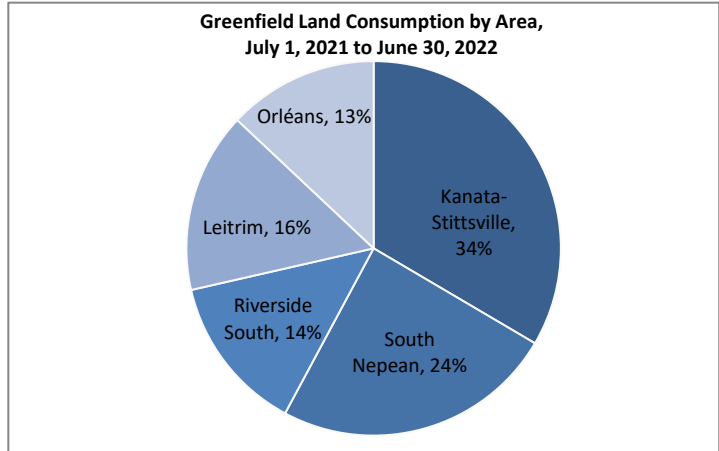 Greenfield Land Consumption by Area,
July 1, 2021 to June 30, 2022
Orléans, 13%
Kanata-
Stittsville,
34%
Leitrim, 16%
Riverside
South, 14%
South
Nepean, 24%